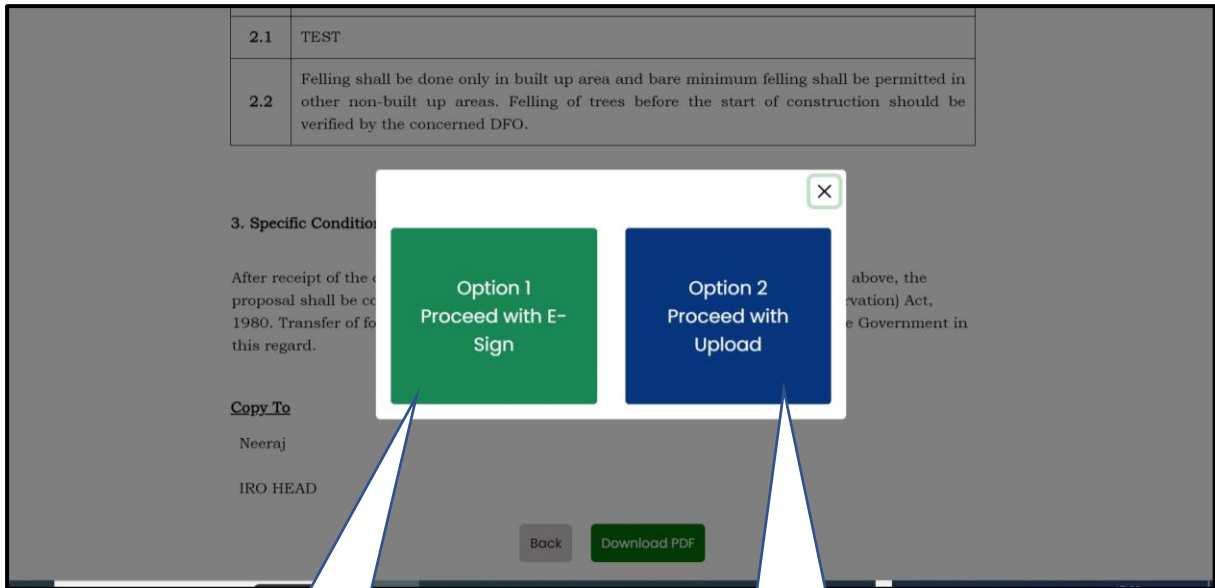 2.1 TEST
Felling shall be done only in built up area and bare minimum felling shall be permitted in
2.2 other non-built up areas. Felling of trees before the start of construction should be
verified by the concerned DFO.
×
3. Specific Condition
Option 1
Proceed with E-
Sign
Option 2
Proceed with
Upload
After receipt of the above, the
proposal shall be Act,
1980. Transfer of Government in
this regard.
Copy To
Neeraj
IRO HEAD
Back Download PDF